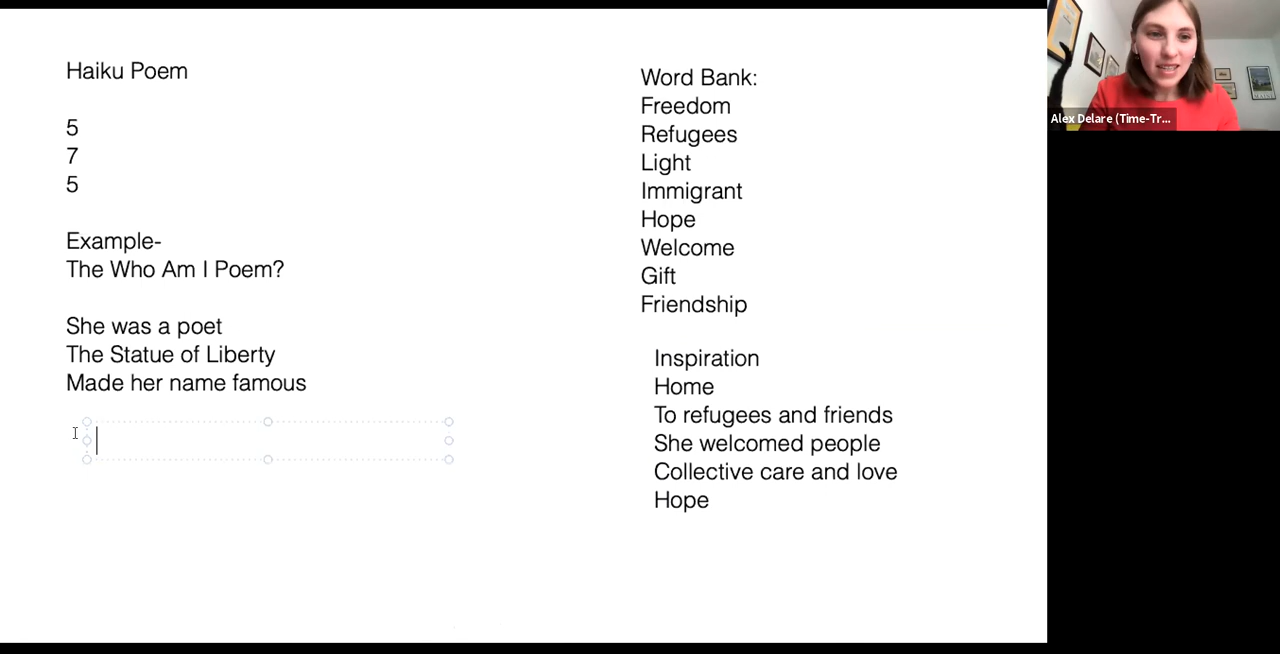 Haiku Poem
5
7
5
Example-
The Who Am I Poem?
She was a poet
The Statue of Liberty
Made her name famous
Word Bank:
Freedom
Refugees
Light
Immigrant
Hope
Welcome
Gift
Friendship
Inspiration
Home
To refugees and friends
She welcomed people
Collective care and love
Hope
Alex Delare (Time-Tr...